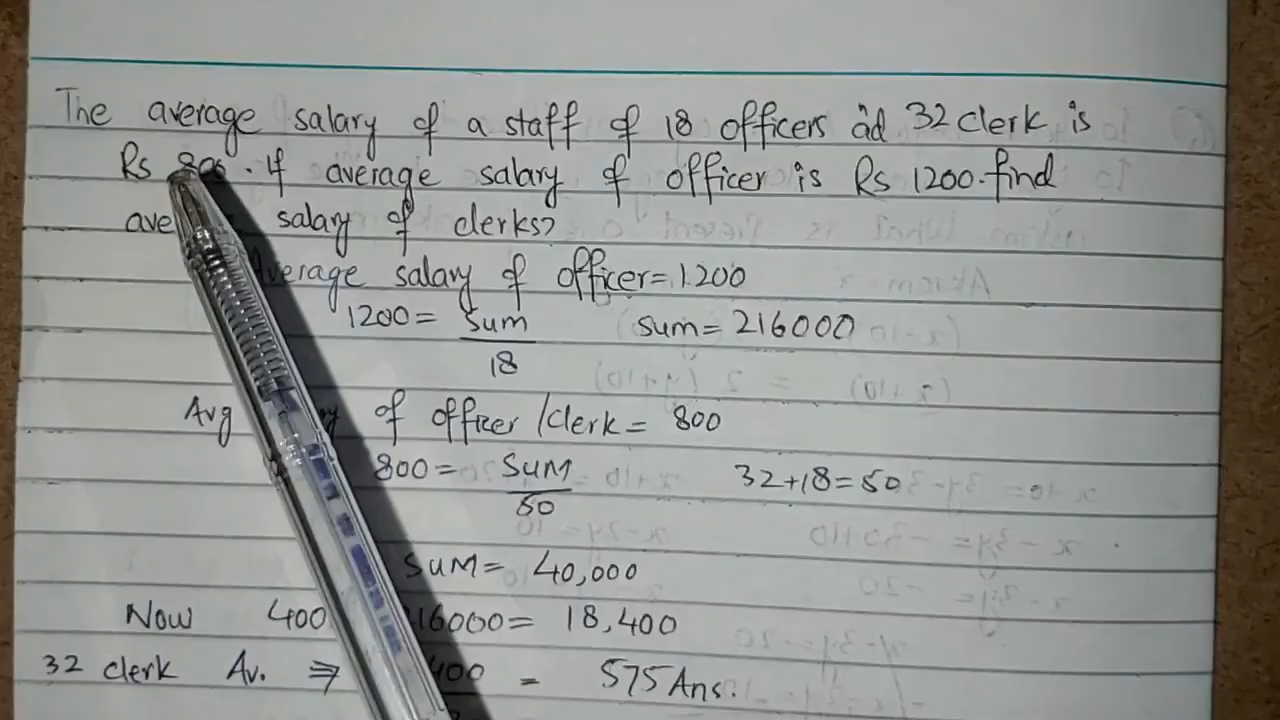 The average salary of a staff of 18 officers ad 32 clerk is
Rs 800. If average salary of officer is Rs 1200. find
ave salary of clerks?
Average salary of officer = 1200
1200 = Sum / 18 sum = 216000
Avg of officer / clerk = 800
800 = Sum / 50 32+18=50
Sum = 40,000
Now 400 16000 = 18,400
32 clerk Av. ⇒ 400 = 575 Ans.